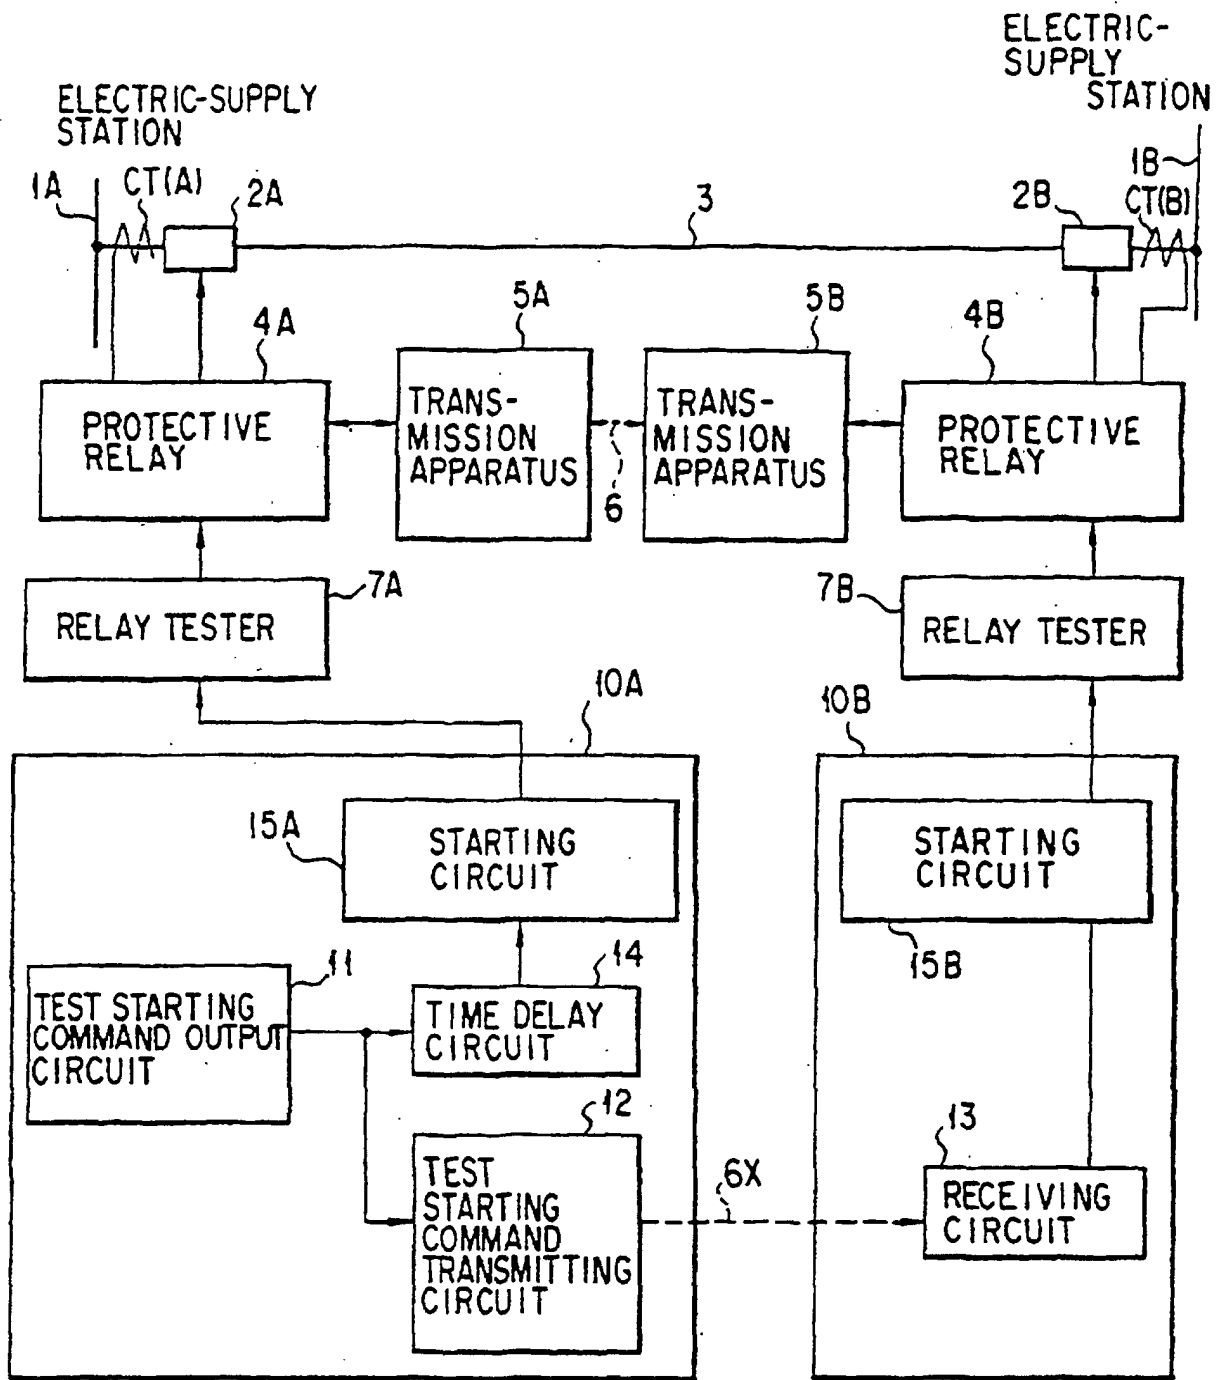 ELECTRIC-
SUPPLY
STATION
ELECTRIC-SUPPLY
STATION
1A
CT(A)
2A
3
2B
1B
CT(B)
4A
5A
5B
4B
PROTECTIVE
RELAY
TRANS-
MISSION
APPARATUS
6
TRANS-
MISSION
APPARATUS
PROTECTIVE
RELAY
7A
RELAY TESTER
7B
RELAY TESTER
10A
10B
15A
STARTING
CIRCUIT
STARTING
CIRCUIT
15B
11
TEST STARTING
COMMAND OUTPUT
CIRCUIT
14
TIME DELAY
CIRCUIT
12
TEST
STARTING
COMMAND
TRANSMITTING
CIRCUIT
6X
13
RECEIVING
CIRCUIT